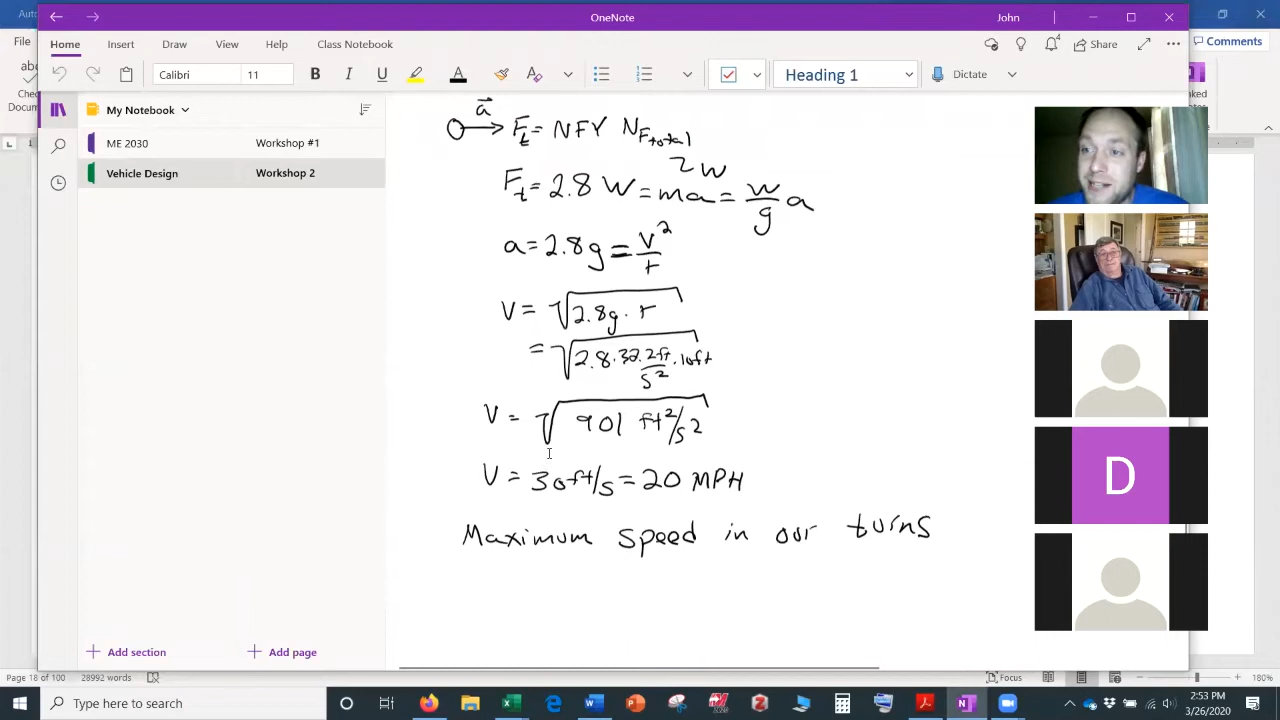 OneNote
John
File
Home Insert Draw View Help Class Notebook
Share
Comments
Calibri 11 B I U A Heading 1 Dictate
My Notebook
ME 2030 Workshop #1
Vehicle Design Workshop 2
a
Ft = NFY NFtotal
2W
Ft = 2.8 W = ma = w/g a
a = 2.8g = v²/r
V = √2.8g · r
= √2.8 · 32.2ft/s² · 10ft
V = √901 ft²/s²
V = 30ft/s = 20 MPH
Maximum speed in our turns
D
Add section Add page
Page 18 of 100 28992 words Focus 180%
Type here to search
2:53 PM
3/26/2020